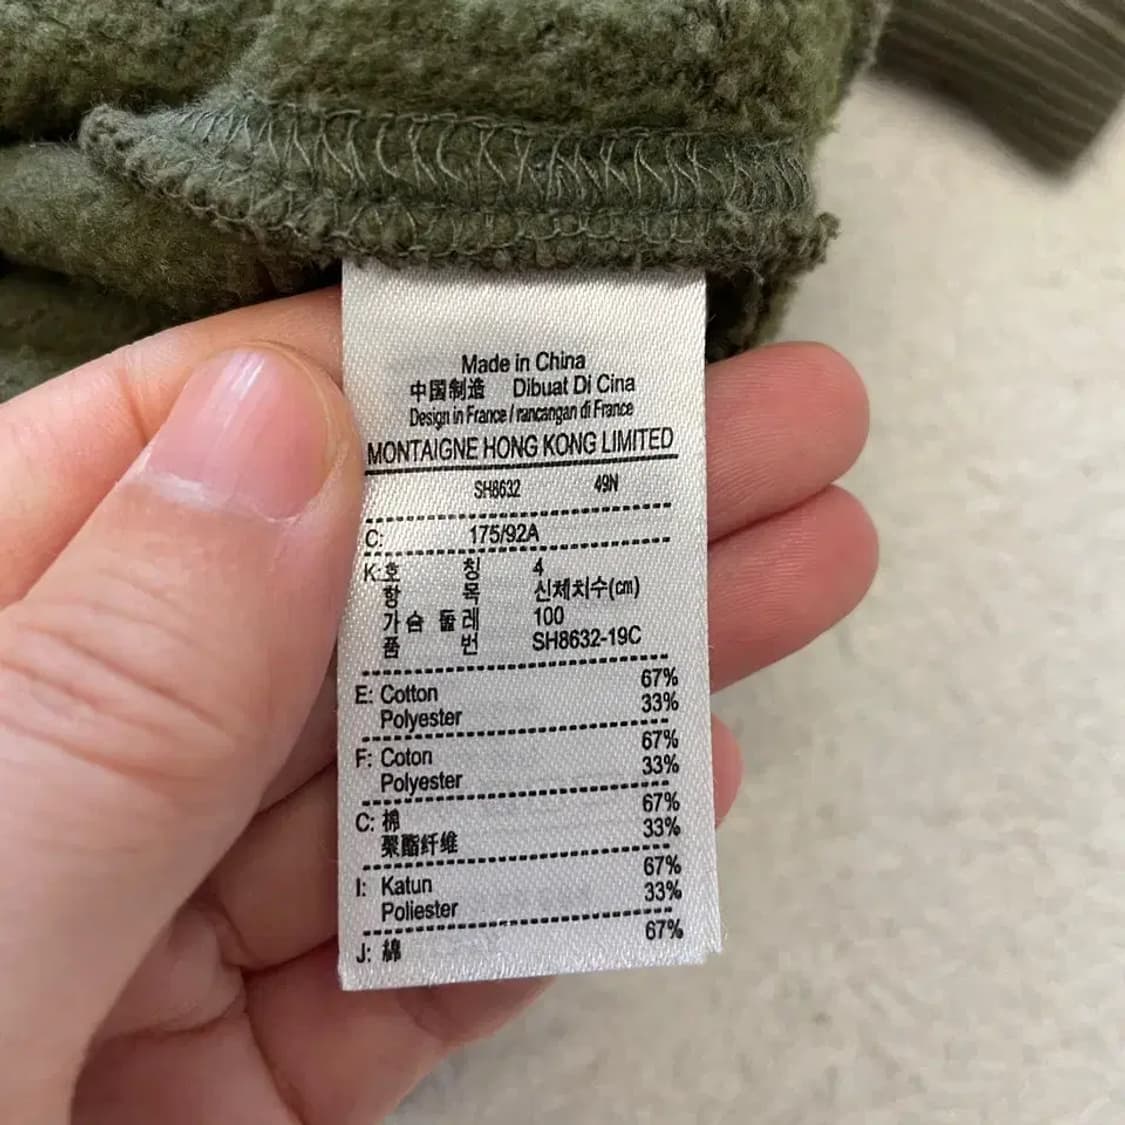 Made in China
中国制造 Dibuat Di Cina
Design in France / rancangan di France
MONTAIGNE HONG KONG LIMITED
SH8632 49N
C: 175/92A
K: 호 칭 4
항 목 신체치수(cm)
가슴 둘레 100
품 번 SH8632-19C
E: Cotton 67%
Polyester 33%
F: Coton 67%
Polyester 33%
C: 棉 67%
聚酯纤维 33%
I: Katun 67%
Poliester 33%
J: 綿 67%